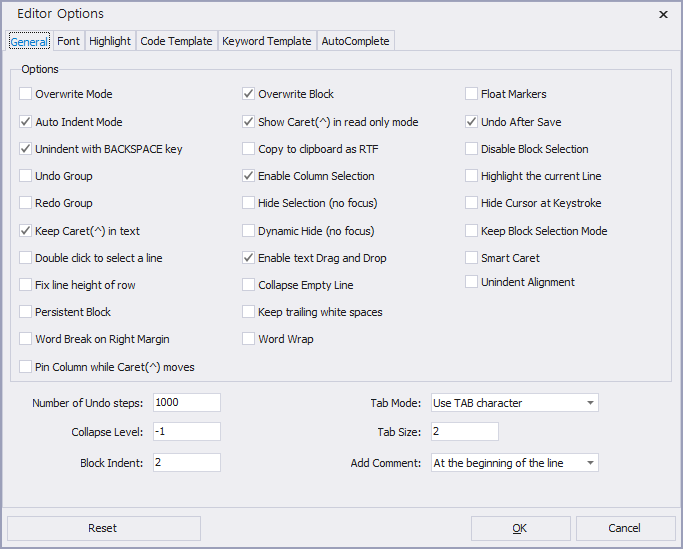 Editor Options
General Font Highlight Code Template Keyword Template AutoComplete
Options
Overwrite Mode Overwrite Block Float Markers
Auto Indent Mode Show Caret(^) in read only mode Undo After Save
Unindent with BACKSPACE key Copy to clipboard as RTF Disable Block Selection
Undo Group Enable Column Selection Highlight the current Line
Redo Group Hide Selection (no focus) Hide Cursor at Keystroke
Keep Caret(^) in text Dynamic Hide (no focus) Keep Block Selection Mode
Double click to select a line Enable text Drag and Drop Smart Caret
Fix line height of row Collapse Empty Line Unindent Alignment
Persistent Block Keep trailing white spaces
Word Break on Right Margin Word Wrap
Pin Column while Caret(^) moves
Number of Undo steps: 1000 Tab Mode: Use TAB character
Collapse Level: -1 Tab Size: 2
Block Indent: 2 Add Comment: At the beginning of the line
Reset OK Cancel